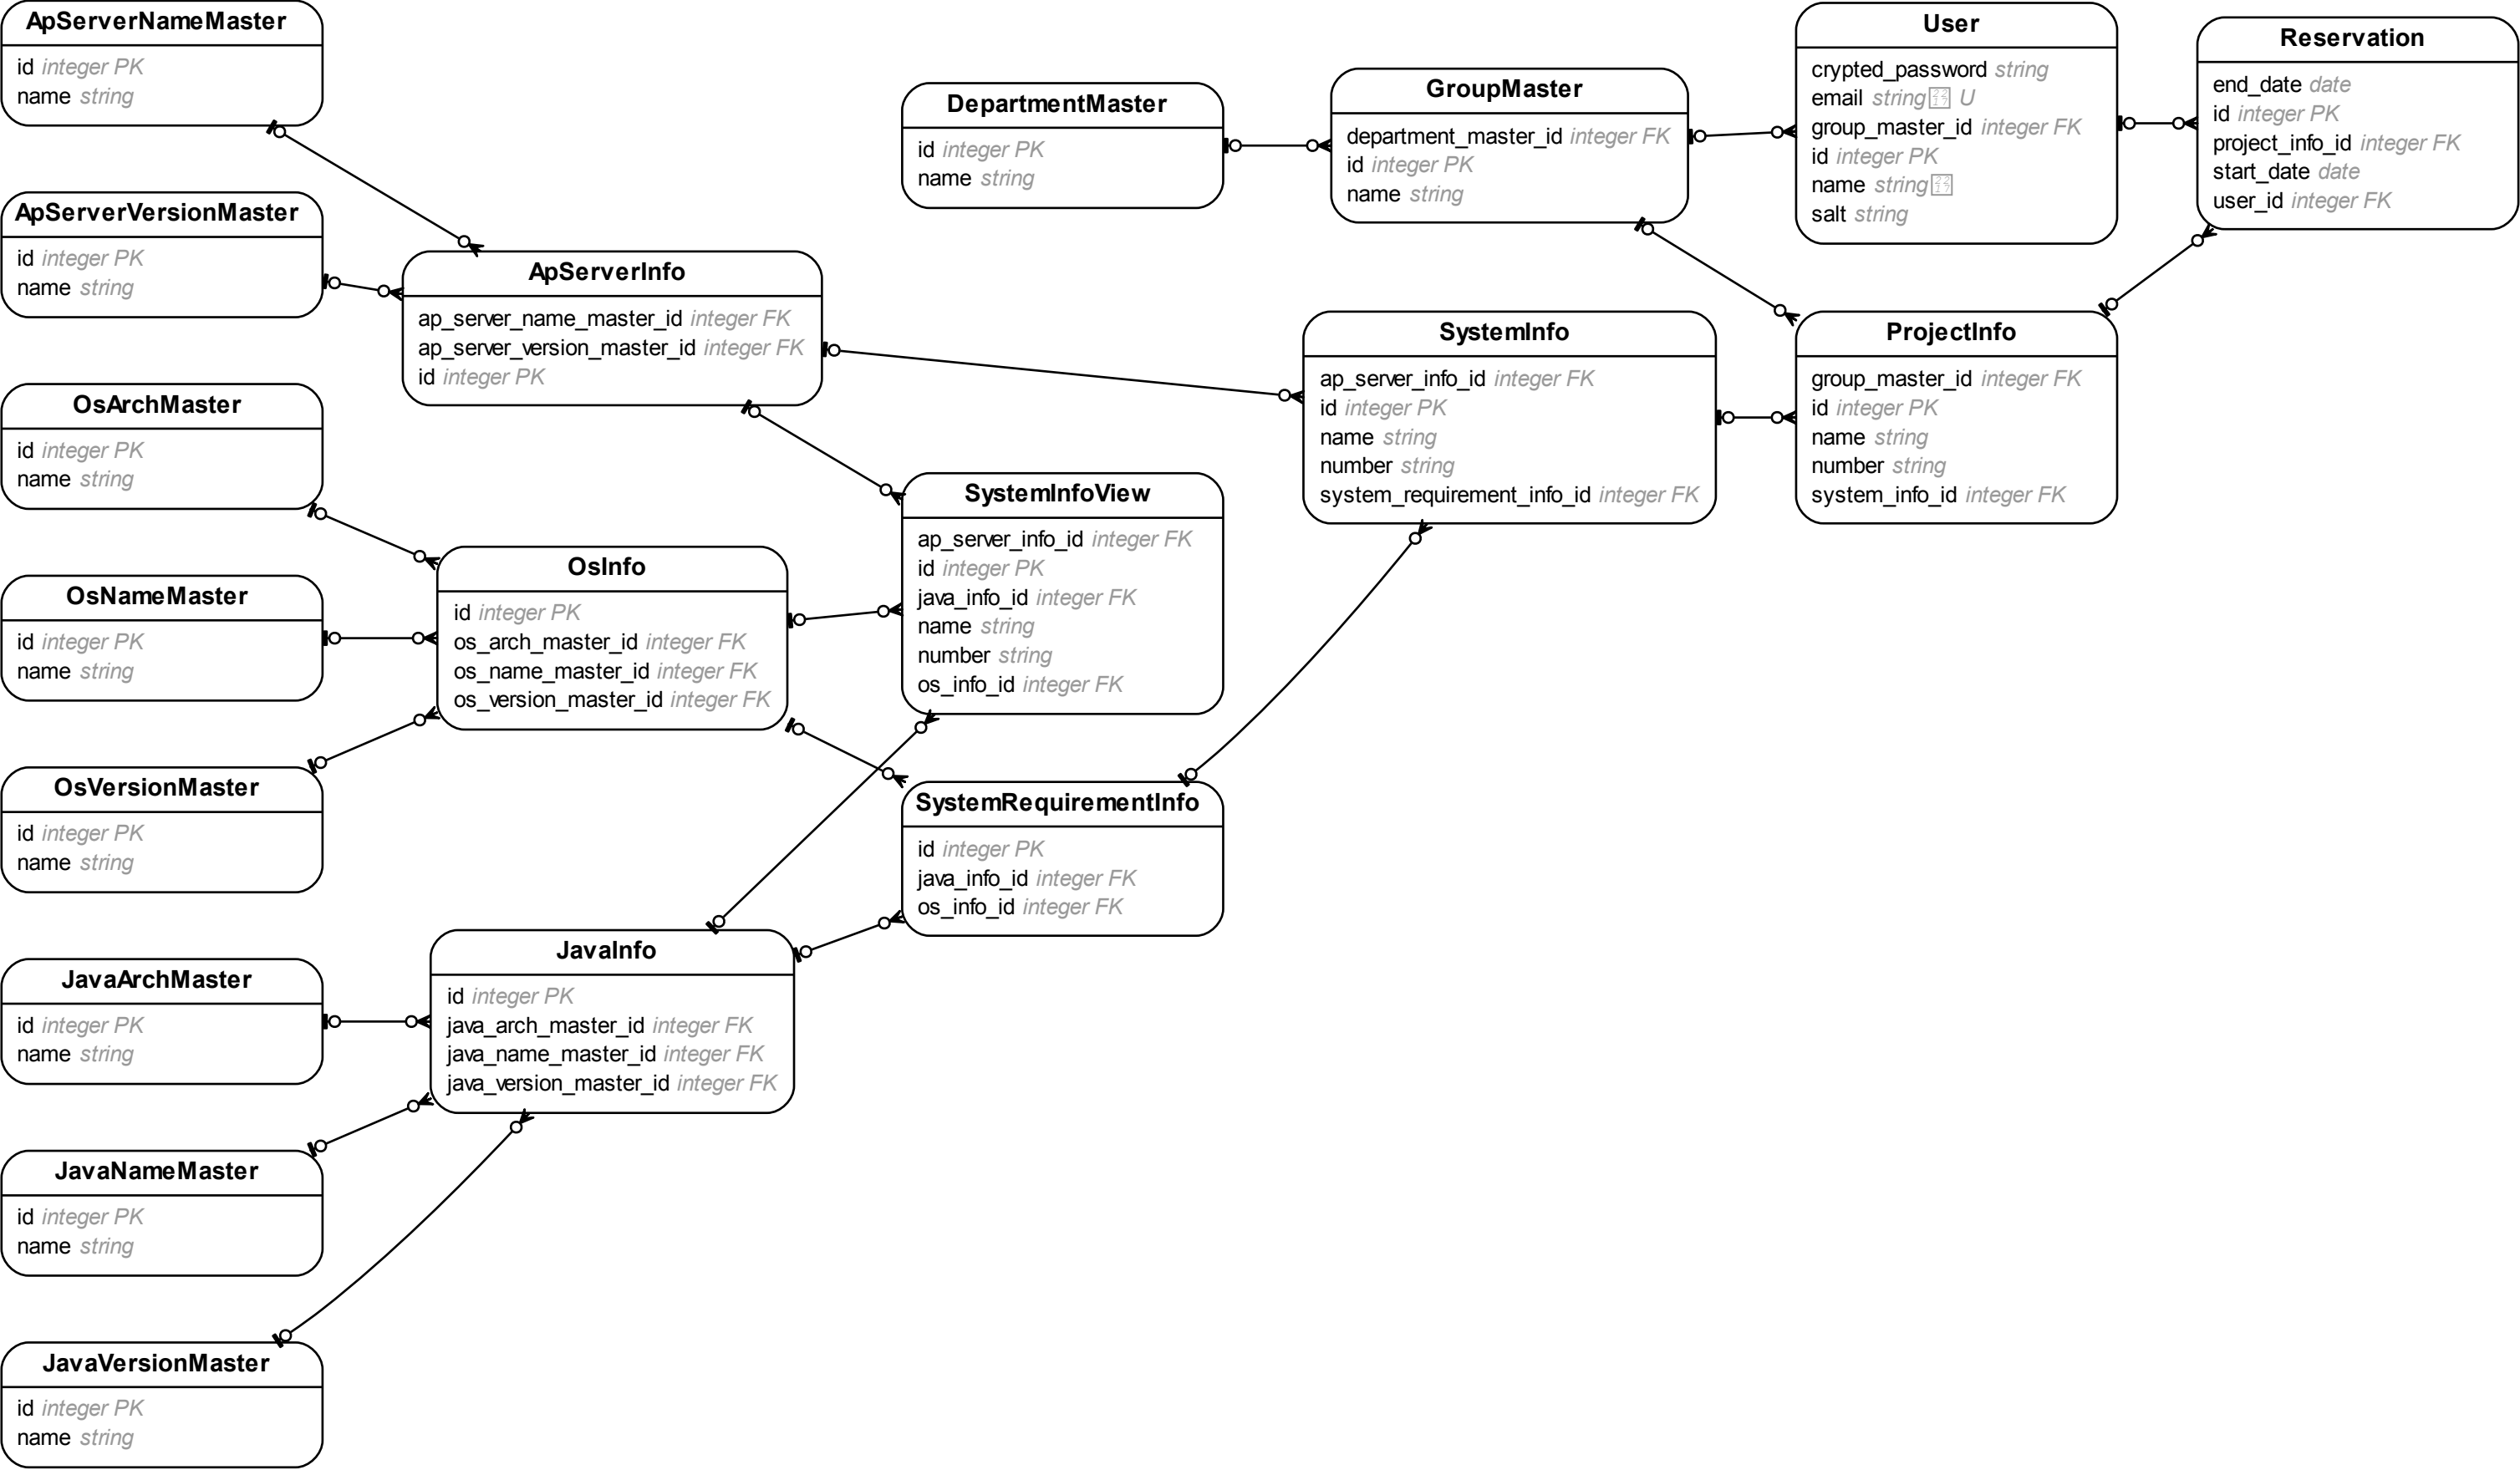 ApServerNameMaster
id integer PK
name string
ApServerVersionMaster
id integer PK
name string
OsArchMaster
id integer PK
name string
OsNameMaster
id integer PK
name string
OsVersionMaster
id integer PK
name string
JavaArchMaster
id integer PK
name string
JavaNameMaster
id integer PK
name string
JavaVersionMaster
id integer PK
name string
ApServerInfo
ap_server_name_master_id integer FK
ap_server_version_master_id integer FK
id integer PK
OsInfo
id integer PK
os_arch_master_id integer FK
os_name_master_id integer FK
os_version_master_id integer FK
JavaInfo
id integer PK
java_arch_master_id integer FK
java_name_master_id integer FK
java_version_master_id integer FK
DepartmentMaster
id integer PK
name string
SystemInfoView
ap_server_info_id integer FK
id integer PK
java_info_id integer FK
name string
number string
os_info_id integer FK
SystemRequirementInfo
id integer PK
java_info_id integer FK
os_info_id integer FK
GroupMaster
department_master_id integer FK
id integer PK
name string
SystemInfo
ap_server_info_id integer FK
id integer PK
name string
number string
system_requirement_info_id integer FK
User
crypted_password string
email string U
group_master_id integer FK
id integer PK
name string
salt string
ProjectInfo
group_master_id integer FK
id integer PK
name string
number string
system_info_id integer FK
Reservation
end_date date
id integer PK
project_info_id integer FK
start_date date
user_id integer FK